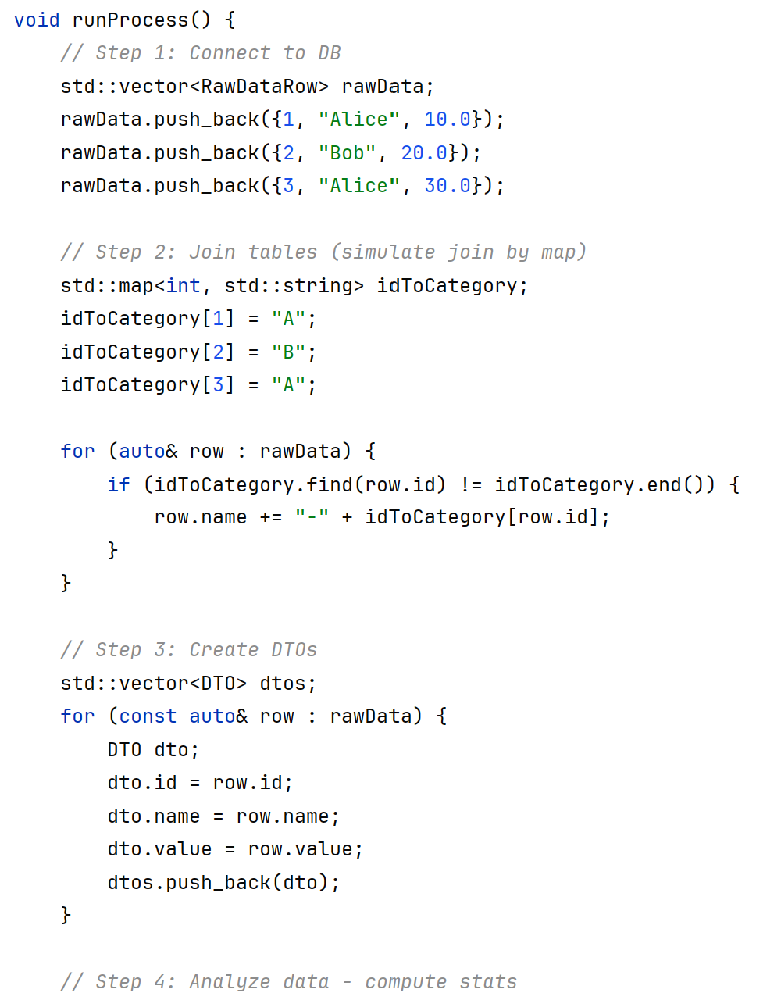 void runProcess() {
    // Step 1: Connect to DB
    std::vector<RawDataRow> rawData;
    rawData.push_back({1, "Alice", 10.0});
    rawData.push_back({2, "Bob", 20.0});
    rawData.push_back({3, "Alice", 30.0});

    // Step 2: Join tables (simulate join by map)
    std::map<int, std::string> idToCategory;
    idToCategory[1] = "A";
    idToCategory[2] = "B";
    idToCategory[3] = "A";

    for (auto& row : rawData) {
        if (idToCategory.find(row.id) != idToCategory.end()) {
            row.name += "-" + idToCategory[row.id];
        }
    }

    // Step 3: Create DTOs
    std::vector<DTO> dtos;
    for (const auto& row : rawData) {
        DTO dto;
        dto.id = row.id;
        dto.name = row.name;
        dto.value = row.value;
        dtos.push_back(dto);
    }

    // Step 4: Analyze data - compute stats